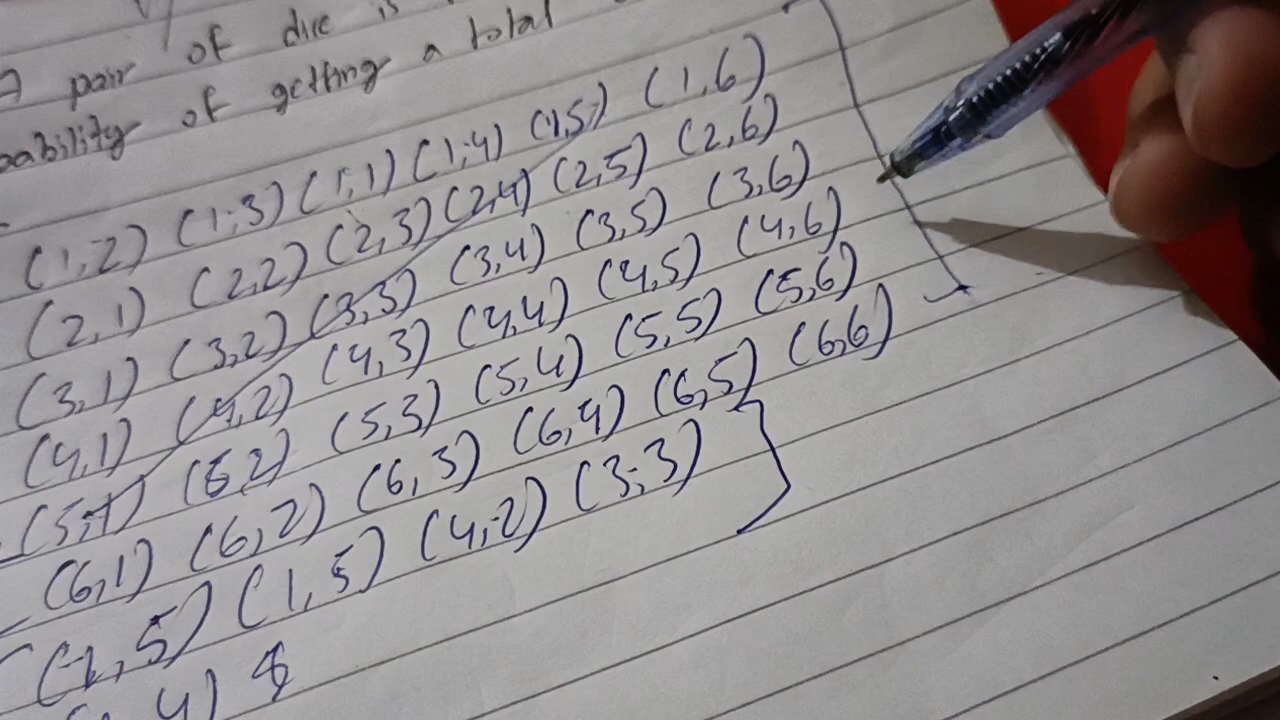 A pair of dice is
bability of getting a total
(1,2) (1,3) (1,1) (1,4) (1,5) (1,6)
(2,1) (2,2) (2,3) (2,4) (2,5) (2,6)
(3,1) (3,2) (3,3) (3,4) (3,5) (3,6)
(4,1) (4,2) (4,3) (4,4) (4,5) (4,6)
(5,1) (5,2) (5,3) (5,4) (5,5) (5,6)
(6,1) (6,2) (6,3) (6,4) (6,5) (6,6)
(1,5) (1,5) (4,2) (3,3)
4)